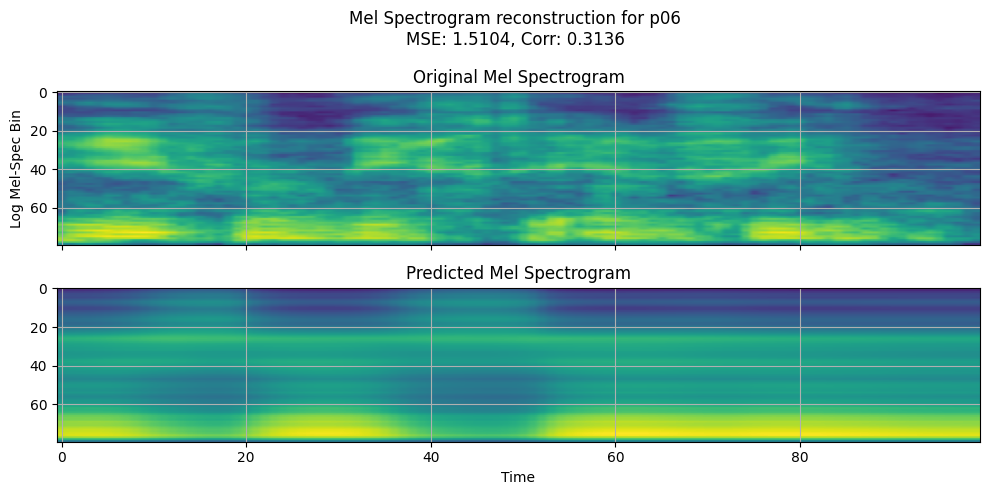 Mel Spectrogram reconstruction for p06
MSE: 1.5104, Corr: 0.3136
Original Mel Spectrogram
0
20
40
60
Log Mel-Spec Bin
Predicted Mel Spectrogram
0
20
40
60
0 20 40 60 80
Time